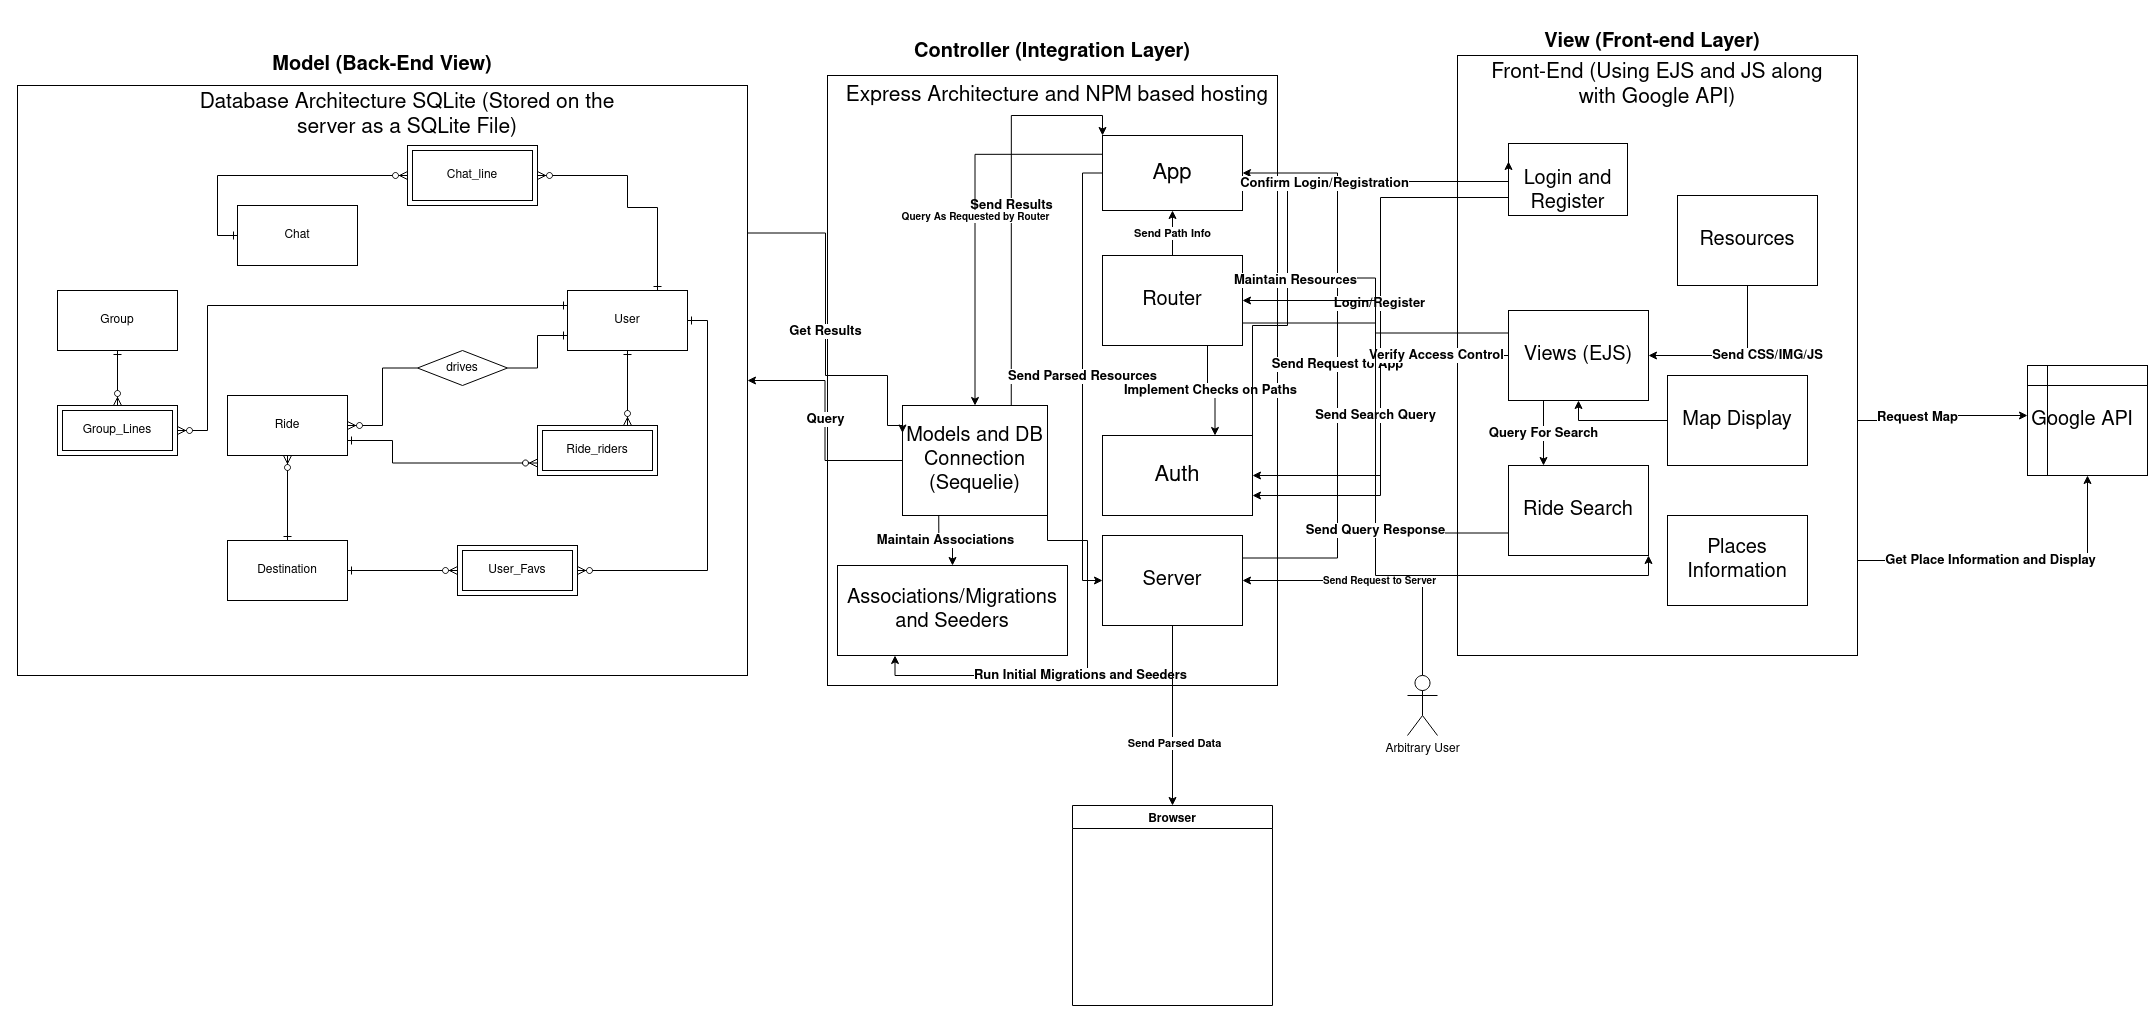 Model (Back-End View)
Database Architecture SQLite (Stored on the
server as a SQLite File)
Chat_line
Chat
Group
User
drives
Ride
Group_Lines
Ride_riders
Destination
User_Favs
Get Results
Query
Controller (Integration Layer)
Express Architecture and NPM based hosting
App
Send Results
Query As Requested by Router
Send Path Info
Router
Send Parsed Resources
Implement Checks on Paths
Models and DB
Connection
(Sequelie)
Auth
Maintain Associations
Associations/Migrations
and Seeders
Server
Run Initial Migrations and Seeders
Send Parsed Data
Browser
Confirm Login/Registration
Maintain Resources
Login/Register
Verify Access Control
Send Request to App
Send Search Query
Send Query Response
Send Request to Server
Arbitrary User
View (Front-end Layer)
Front-End (Using EJS and JS along
with Google API)
Login and
Register
Resources
Views (EJS)
Send CSS/IMG/JS
Map Display
Query For Search
Ride Search
Places
Information
Request Map
Google API
Get Place Information and Display